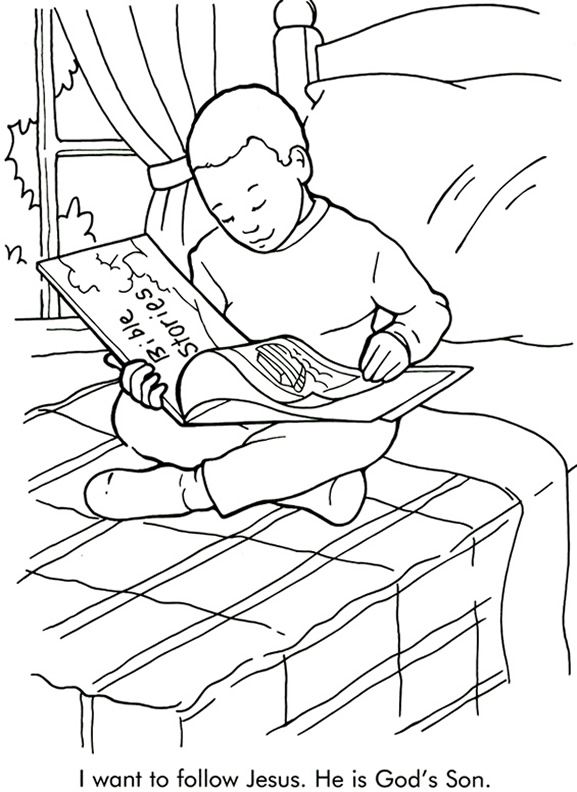 Bible
Stories
I want to follow Jesus. He is God's Son.